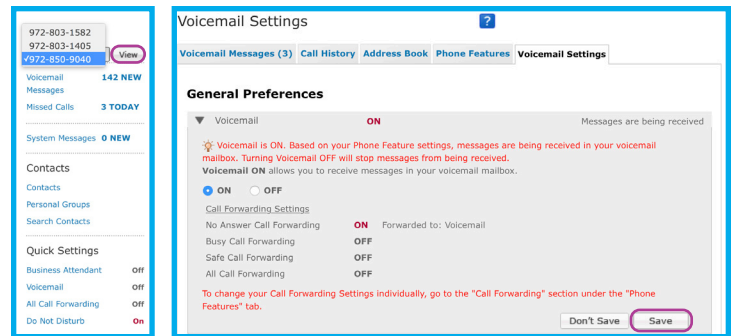 972-803-1582
972-803-1405
✓972-850-9040
View
Voicemail Messages 142 NEW
Missed Calls 3 TODAY
System Messages 0 NEW
Contacts
Contacts
Personal Groups
Search Contacts
Quick Settings
Business Attendant Off
Voicemail Off
All Call Forwarding Off
Do Not Disturb On
Voicemail Settings ?
Voicemail Messages (3) Call History Address Book Phone Features Voicemail Settings
General Preferences
▼ Voicemail ON Messages are being received
Voicemail is ON. Based on your Phone Feature settings, messages are being received in your voicemail
mailbox. Turning Voicemail OFF will stop messages from being received.
Voicemail ON allows you to receive messages in your voicemail mailbox.
ON OFF
Call Forwarding Settings
No Answer Call Forwarding ON Forwarded to: Voicemail
Busy Call Forwarding OFF
Safe Call Forwarding OFF
All Call Forwarding OFF
To change your Call Forwarding Settings individually, go to the "Call Forwarding" section under the "Phone
Features" tab.
Don't Save Save